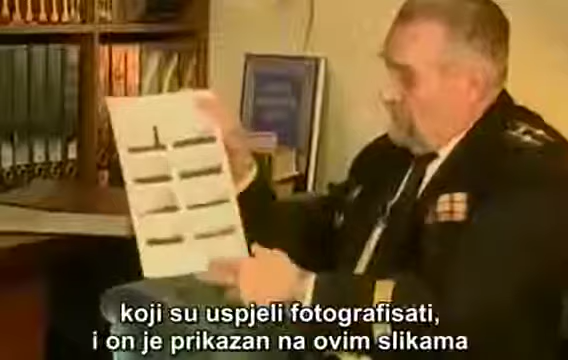 koji su uspjeli fotografisati,
i on je prikazan na ovim slikama